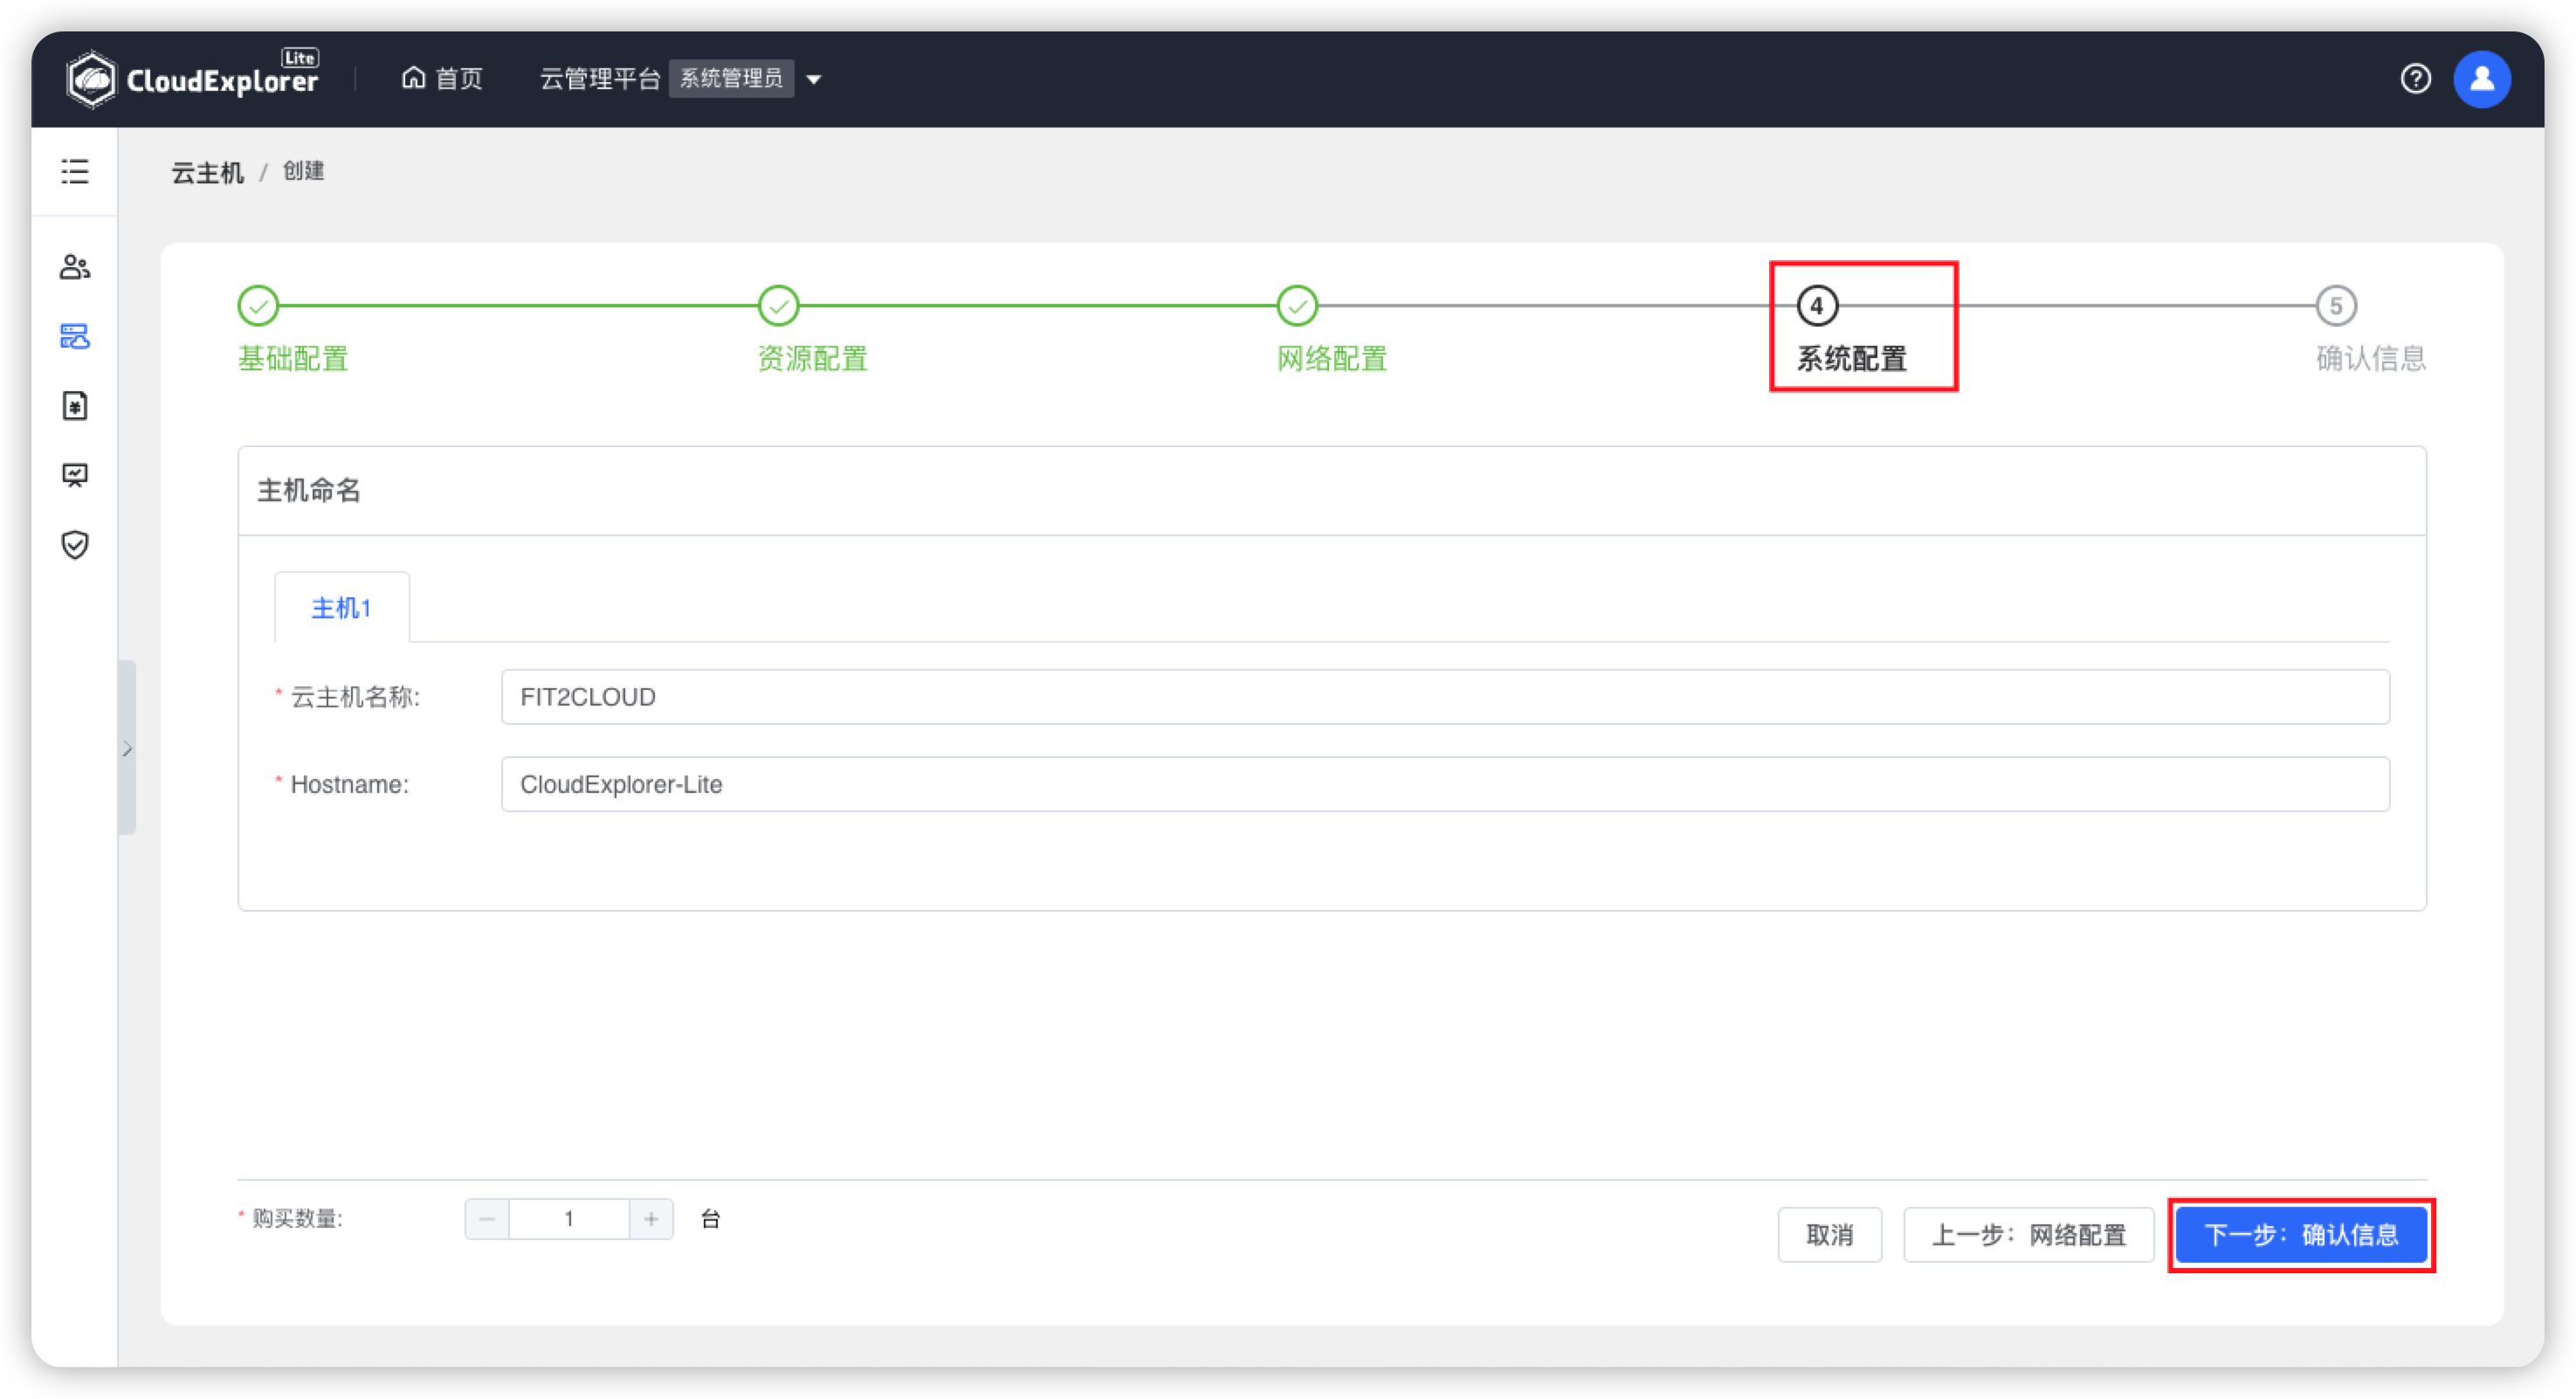 CloudExplorer Lite
首页
云管理平台 系统管理员
云主机 / 创建
基础配置
资源配置
网络配置
4
系统配置
5
确认信息
主机命名
主机1
* 云主机名称: FIT2CLOUD
* Hostname: CloudExplorer-Lite
* 购买数量: 1 台
取消
上一步：网络配置
下一步：确认信息